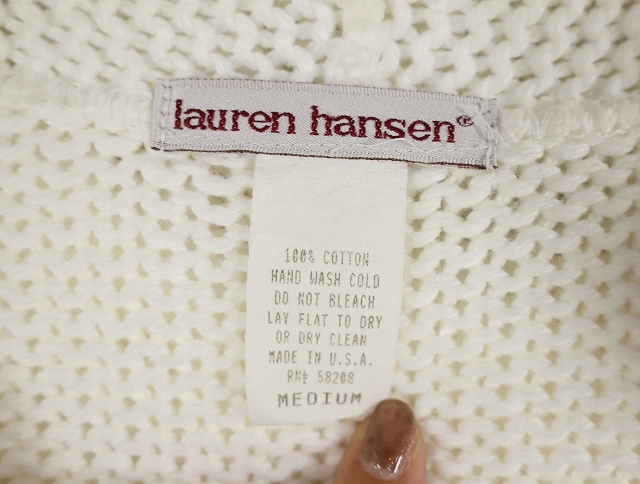 lauren hansen®
100% COTTON
HAND WASH COLD
DO NOT BLEACH
LAY FLAT TO DRY
OR DRY CLEAN
MADE IN U.S.A.
RN# 58208
MEDIUM